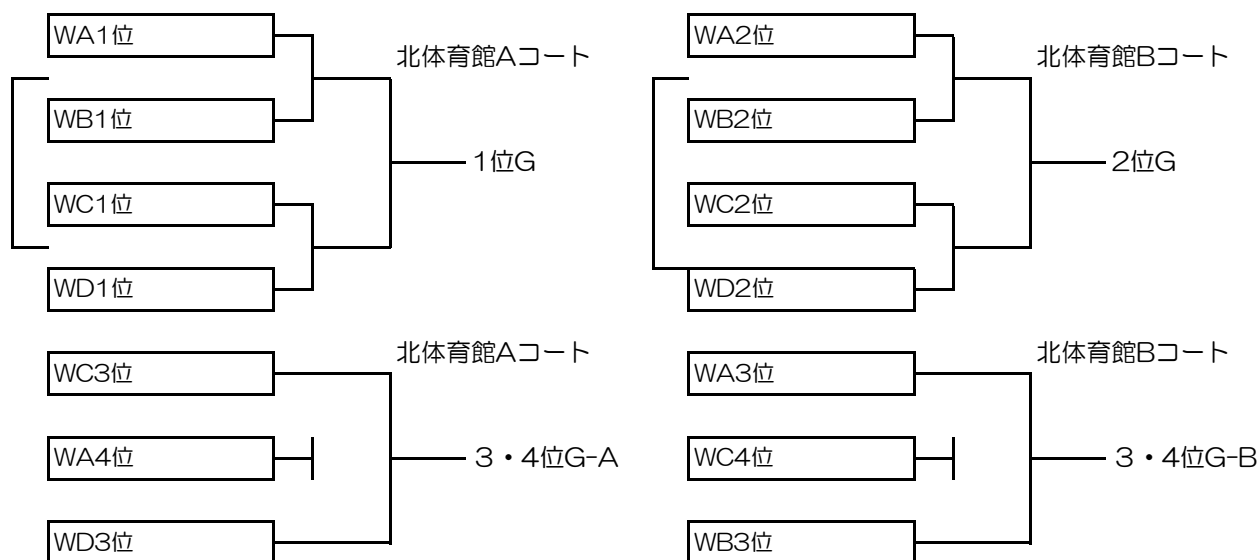 WA1位
北体育館Aコート
WB1位
1位G
WC1位
WD1位
WA2位
北体育館Bコート
WB2位
2位G
WC2位
WD2位
北体育館Aコート
WC3位
WA4位
3・4位G-A
WD3位
北体育館Bコート
WA3位
WC4位
3・4位G-B
WB3位